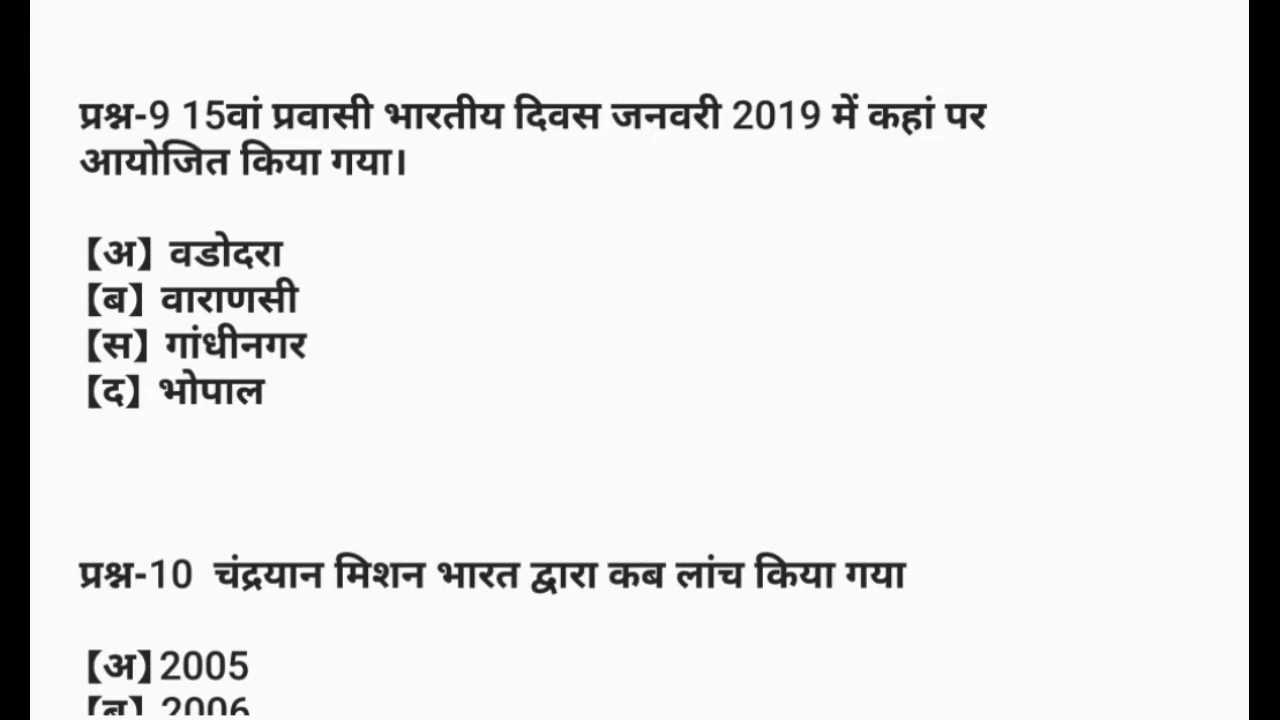 प्रश्न-9 15वां प्रवासी भारतीय दिवस जनवरी 2019 में कहां पर
आयोजित किया गया।
【अ】 वडोदरा
【ब】 वाराणसी
【स】 गांधीनगर
【द】 भोपाल
प्रश्न-10 चंद्रयान मिशन भारत द्वारा कब लांच किया गया
【अ】2005
【ब】 2006